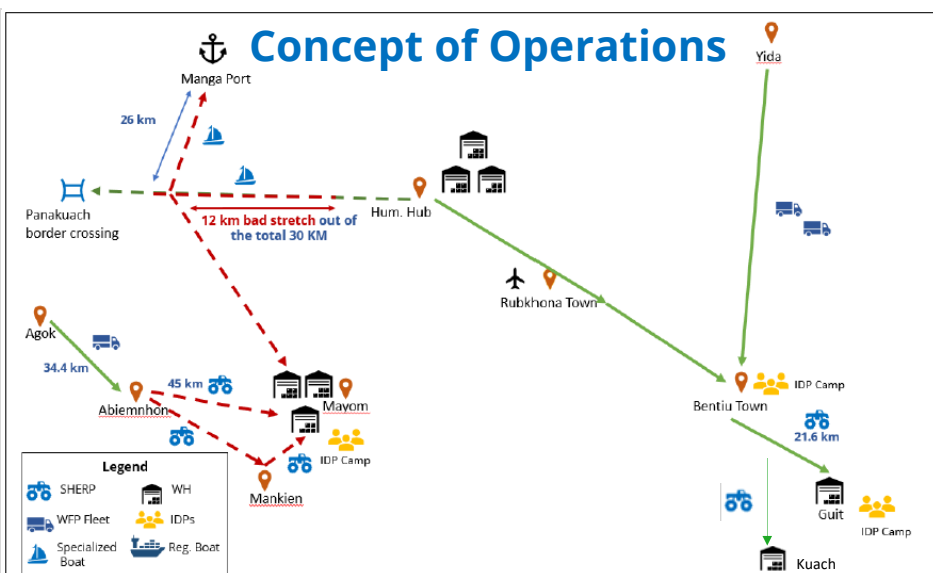 Concept of Operations
Yida
Manga Port
26 km
Panakuach
border crossing
Hum. Hub
12 km bad stretch out of
the total 30 KM
Rubkhona Town
Agok
34.4 km
Abiemnhon
45 km
Mayom
IDP Camp
Mankien
Bentiu Town
IDP Camp
21.6 km
Guit
IDP Camp
Kuach
Legend
SHERP
WH
WFP Fleet
IDPs
Specialized
Boat
Reg. Boat